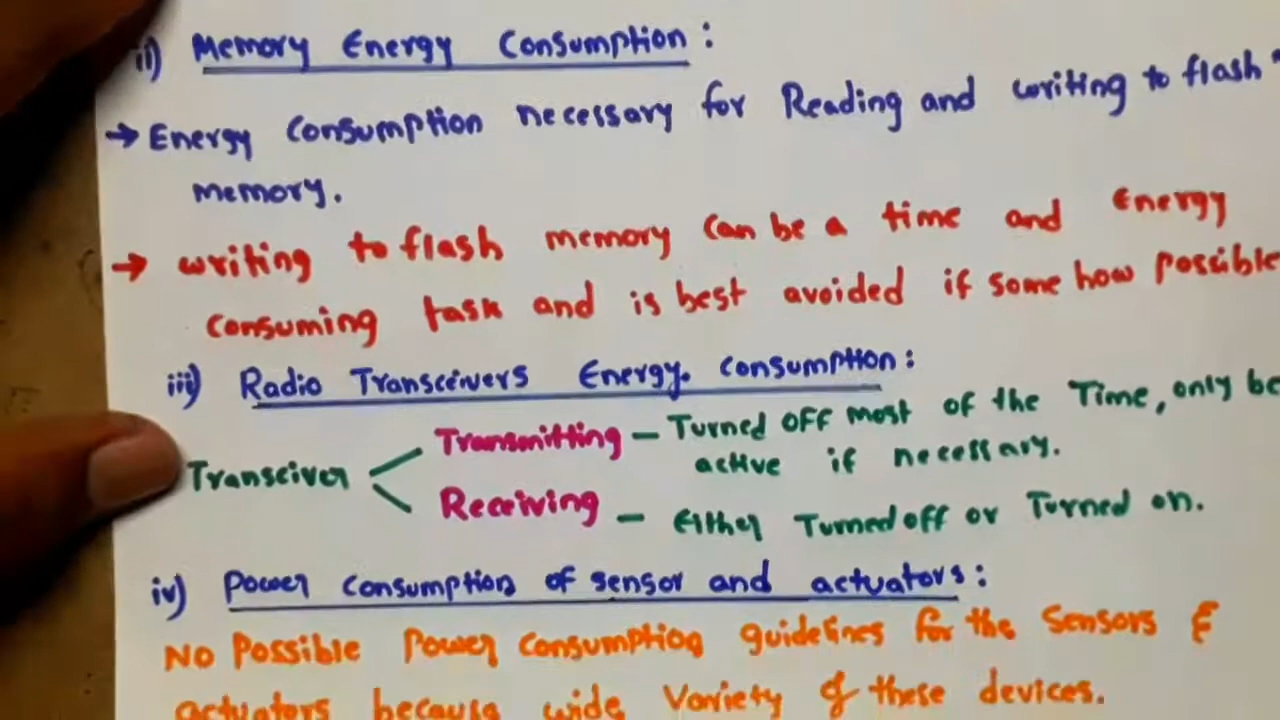 ii) Memory Energy Consumption :
→ Energy Consumption necessary for Reading and writing to flash
memory.
→ writing to flash memory can be a time and Energy
consuming task and is best avoided if some how possible
iii) Radio Transceivers Energy. consumption :
Transmitting — Turned OFF most of the Time, only be
active if necessary.
Transeiver
Receiving — Either Turned off or Turned on.
iv) Power Consumption of sensor and actuators :
No Possible Power Consumption guidelines for the Sensors &
actuators because wide Variety of these devices.